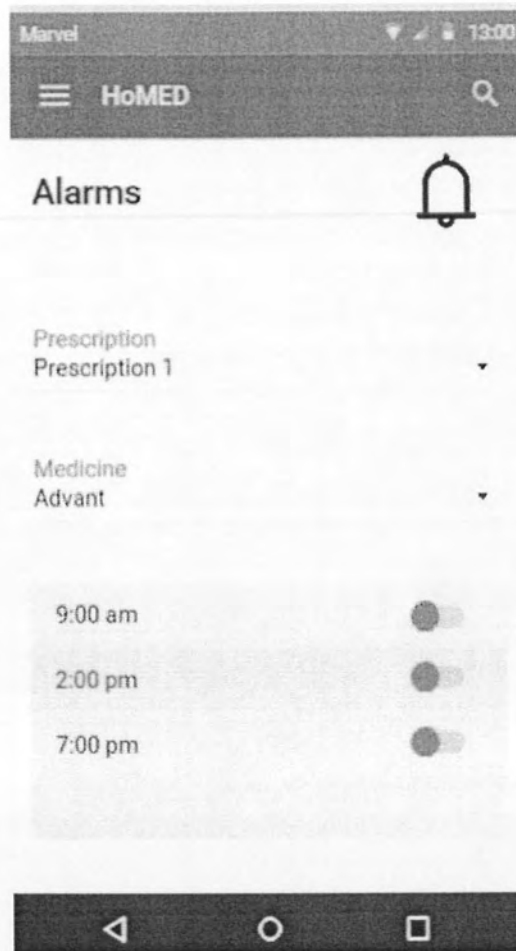 Marvel 13:00
HoMED
Alarms
Prescription
Prescription 1
Medicine
Advant
9:00 am
2:00 pm
7:00 pm